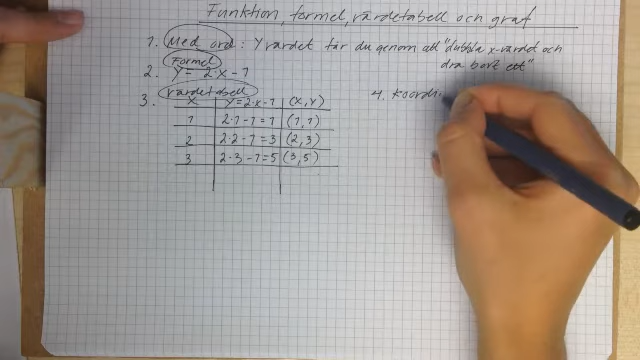 Funktion, formel, värdetabell och graf
1. Med ord: Y värdet får du genom att "dubbla x-värdet och
dra bort ett"
Formel
2. Y = 2·x-1
3. Värdetabell
X Y=2·x-1 (X,Y)
1 2·1-1=1 (1,1)
2 2·2-1=3 (2,3)
3 2·3-1=5 (3,5)
4. Koordi